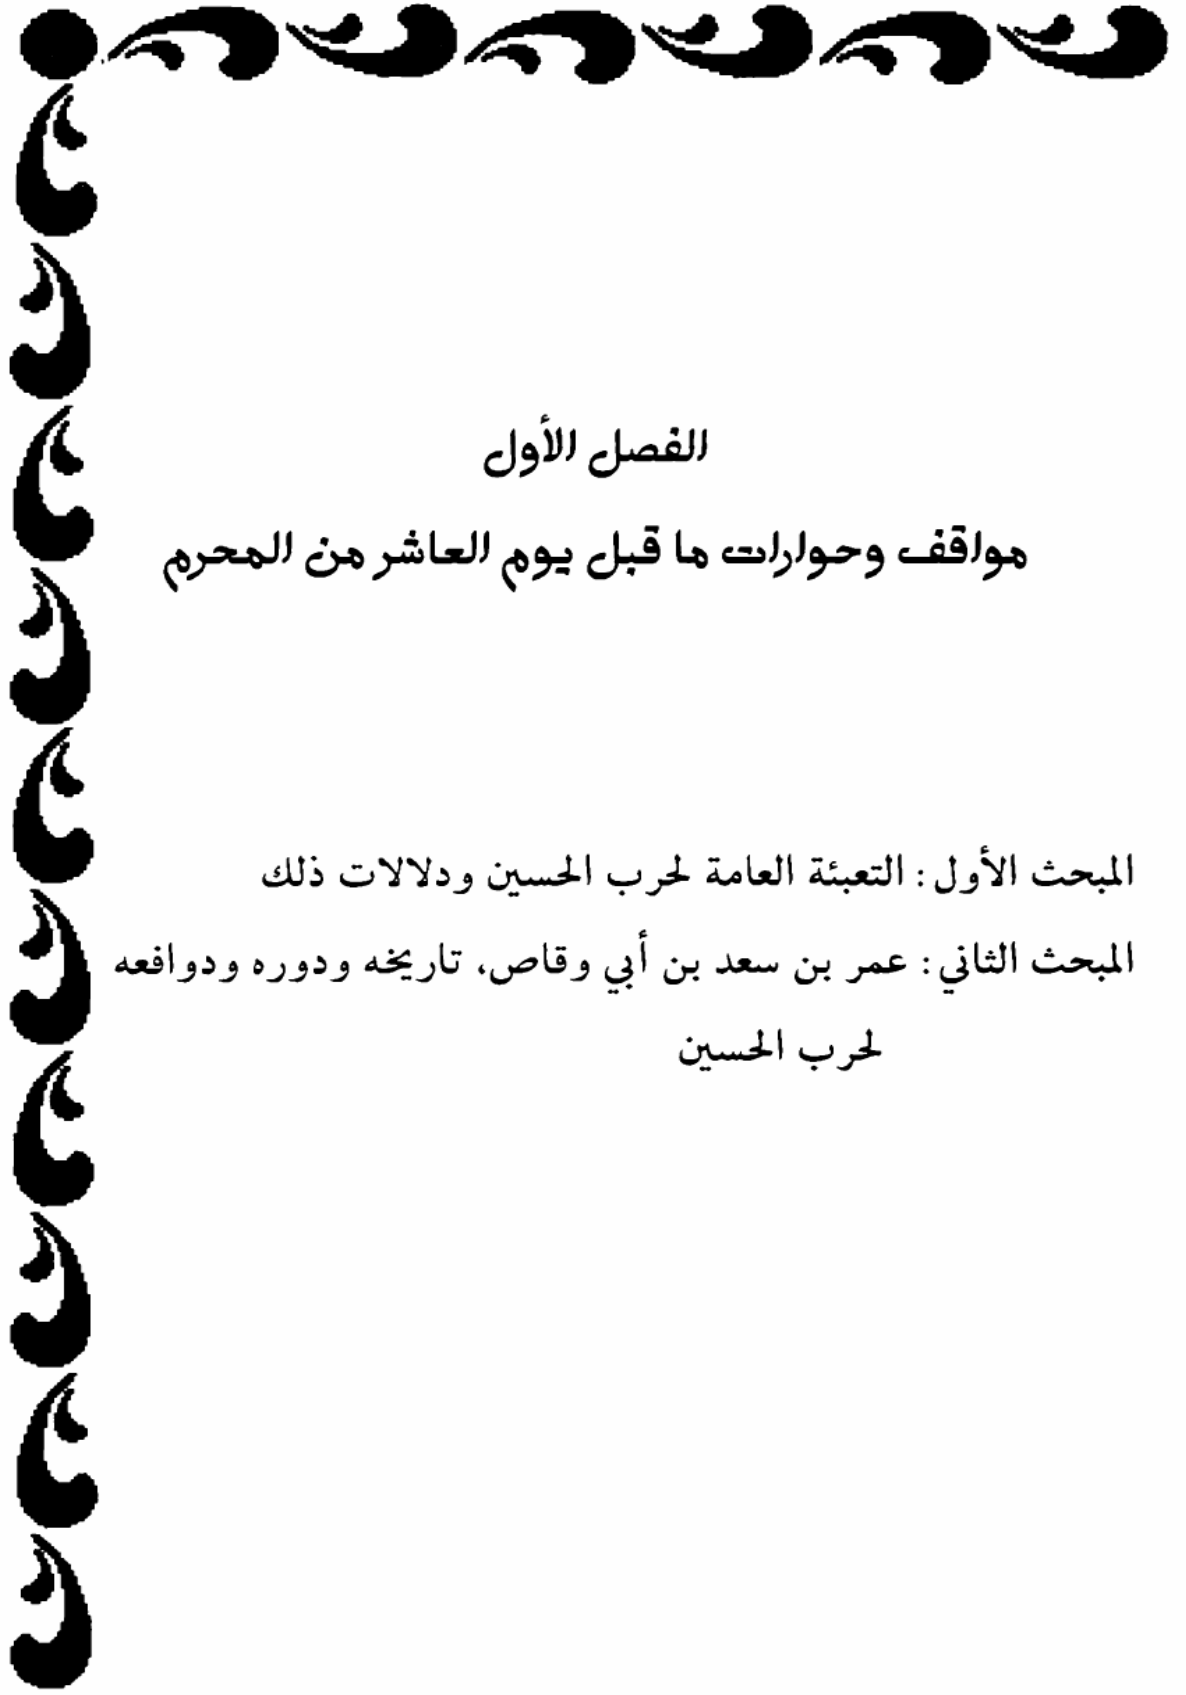 الفصل الأول
مواقف وحوارات ما قبل يوم العاشر من المحرم
المبحث الأول : التعبئة العامة لحرب الحسين ودلالات ذلك
المبحث الثاني : عمر بن سعد بن أبي وقاص، تاريخه ودوره ودوافعه
لحرب الحسين